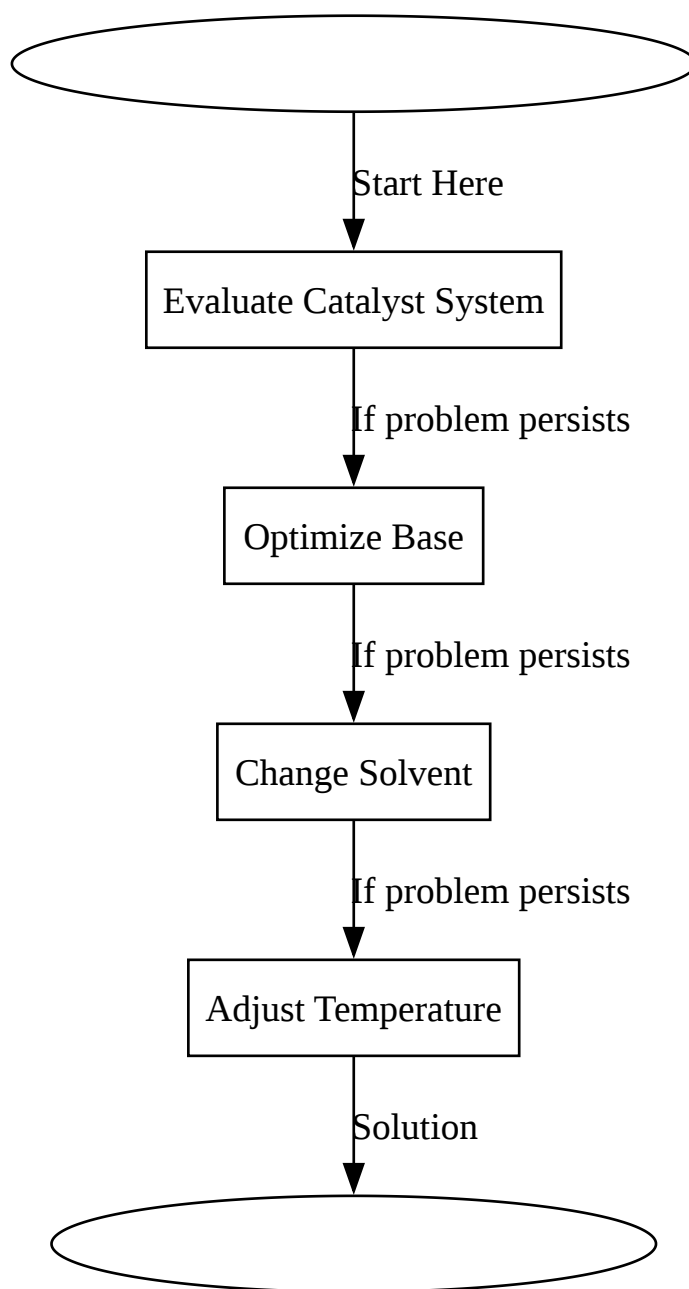 Start Here
Evaluate Catalyst System
If problem persists
Optimize Base
If problem persists
Change Solvent
If problem persists
Adjust Temperature
Solution